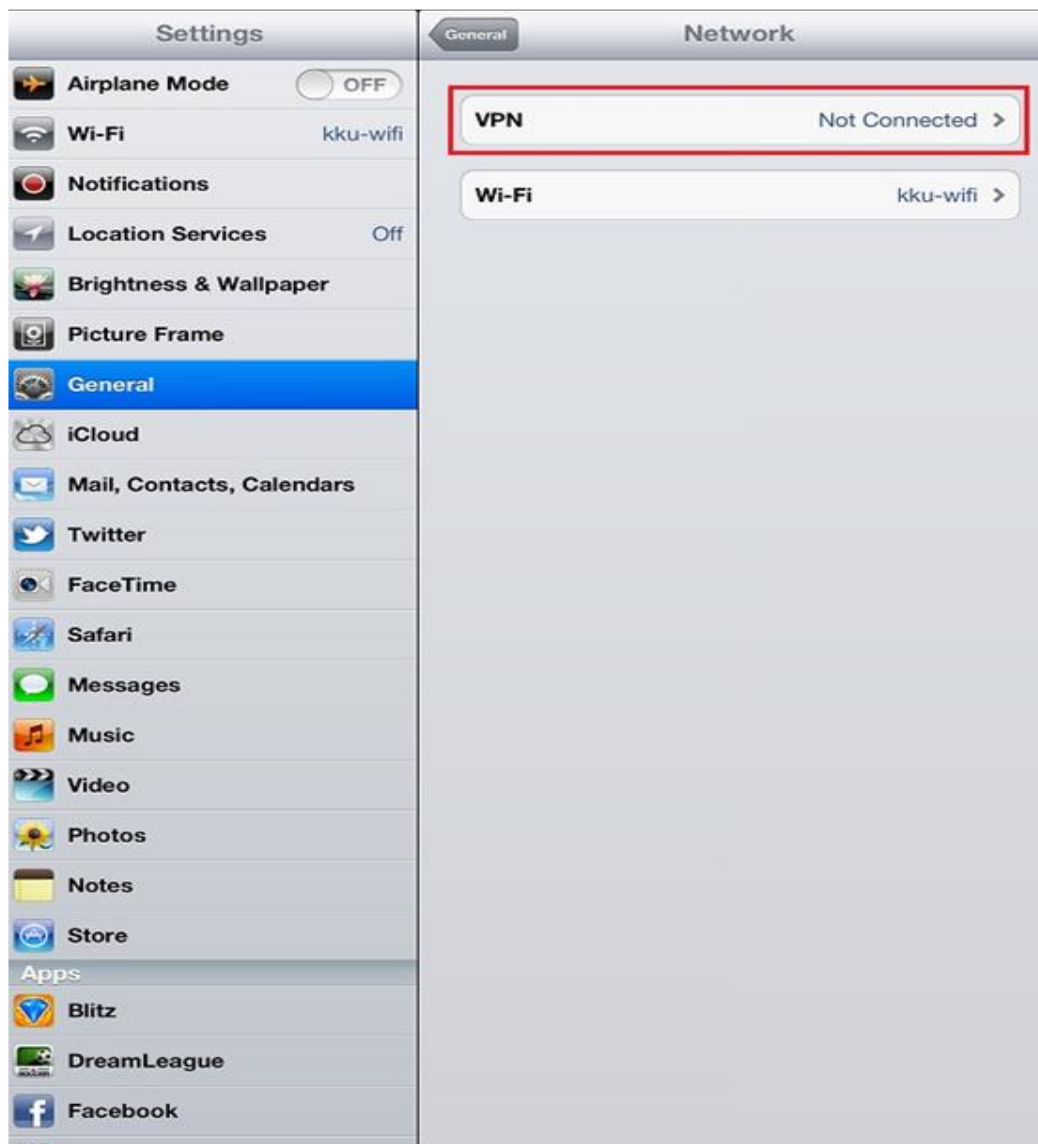 Settings
Airplane Mode OFF
Wi-Fi kku-wifi
Notifications
Location Services Off
Brightness & Wallpaper
Picture Frame
General
iCloud
Mail, Contacts, Calendars
Twitter
FaceTime
Safari
Messages
Music
Video
Photos
Notes
Store
Apps
Blitz
DreamLeague
Facebook
General Network
VPN Not Connected
Wi-Fi kku-wifi